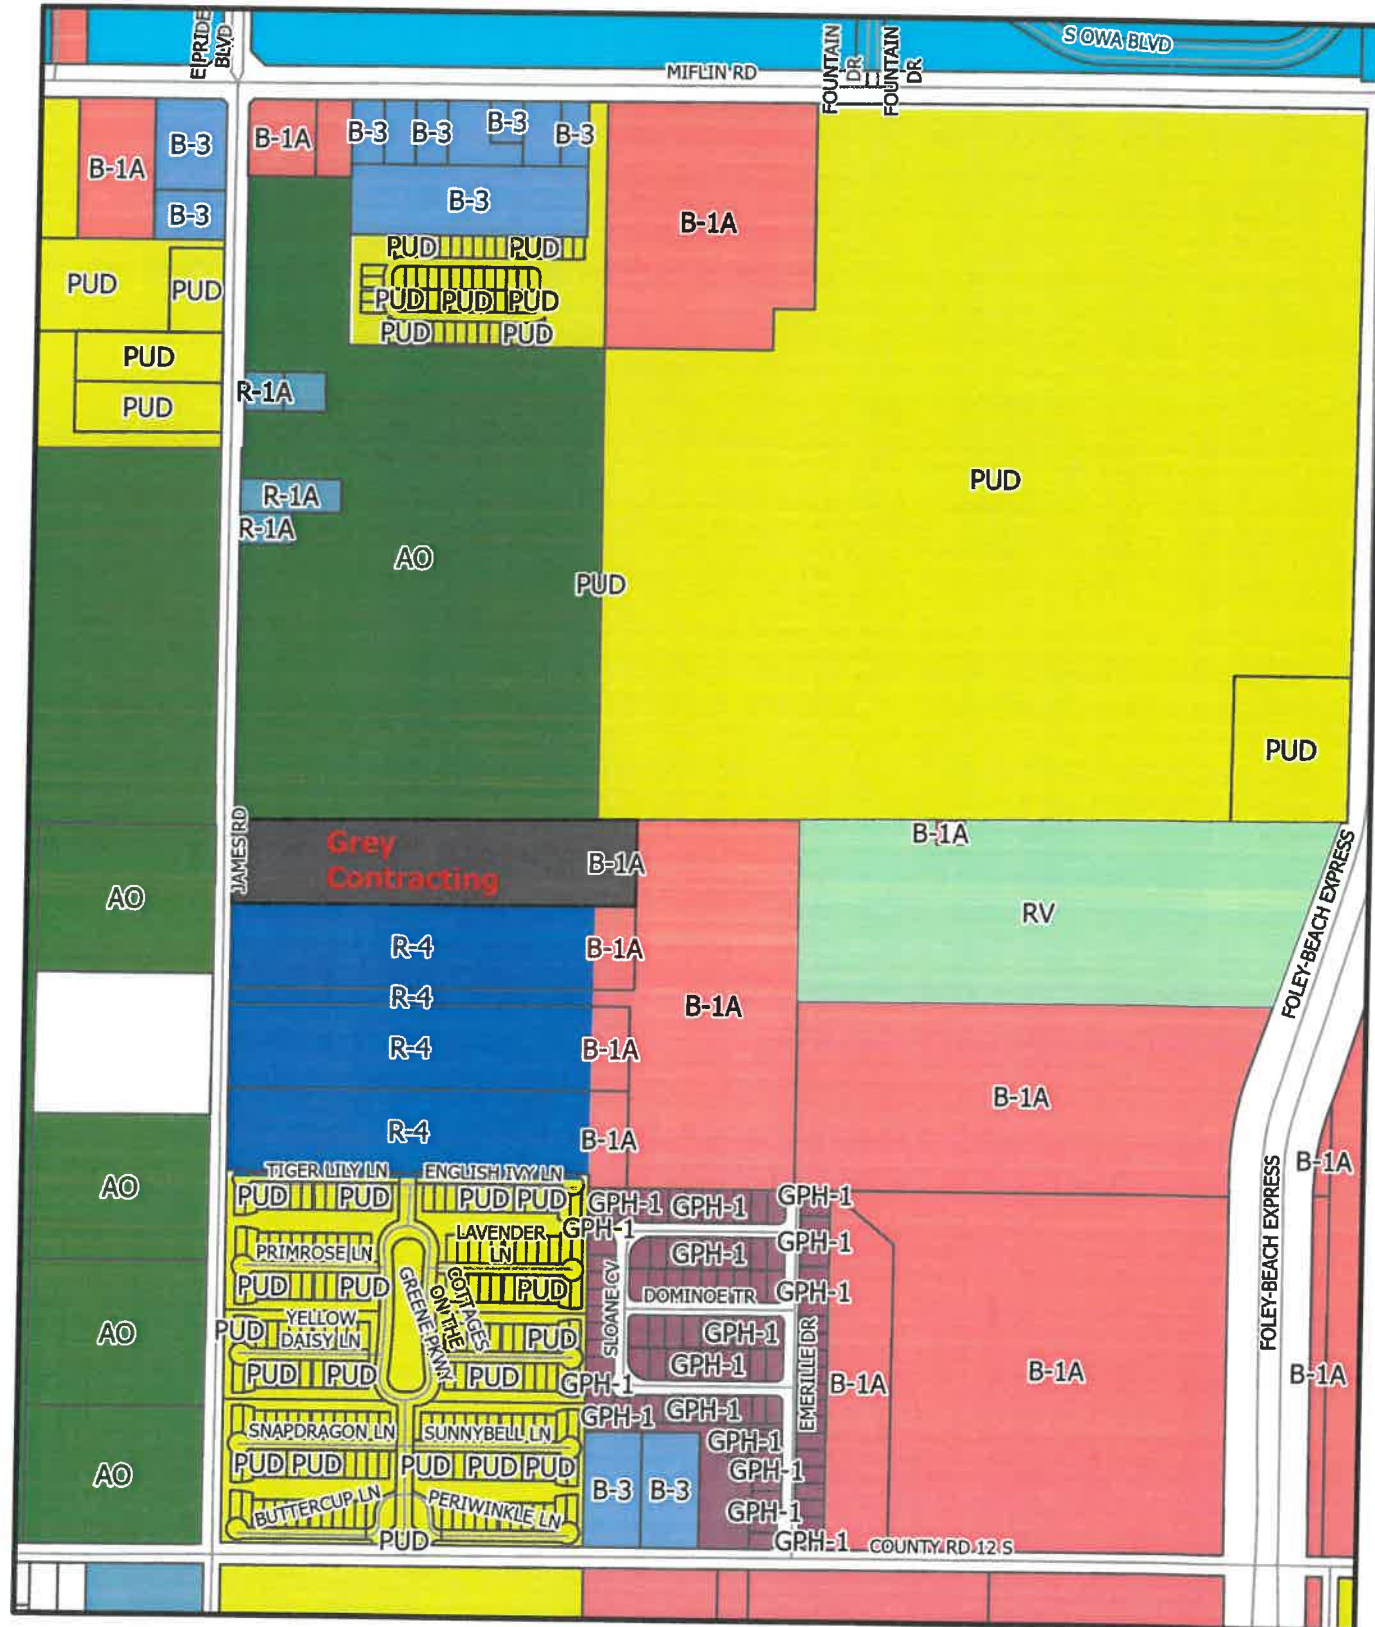 E PRIDE
BLVD
MIFLIN RD
FOUNTAIN
DR
FOUNTAIN
DR
S OWA BLVD
B-1A
B-3
B-3
B-1A
B-3
B-3
B-3
B-3
B-3
B-1A
PUD
PUD
PUD
PUD
PUD
PUD
PUD
PUD
PUD
PUD
PUD
R-1A
R-1A
R-1A
AO
PUD
PUD
PUD
JAMES RD
Grey
Contracting
B-1A
B-1A
RV
FOLEY-BEACH EXPRESS
AO
R-4
B-1A
R-4
B-1A
R-4
B-1A
B-1A
R-4
B-1A
B-1A
AO
TIGER LILY LN
ENGLISH IVY LN
PUD
PUD
PUD
PUD
GPH-1
GPH-1
GPH-1
GPH-1
PRIMROSE LN
LAVENDER
LN
GPH-1
GPH-1
PUD
PUD
PUD
GREENE PKWY
COTTAGES
ON THE
SLOANE CV
DOMINOE TR
GPH-1
FOLEY-BEACH EXPRESS
AO
PUD
YELLOW
DAISY LN
PUD
GPH-1
PUD
PUD
PUD
GPH-1
GPH-1
EMERILLE DR
B-1A
B-1A
B-1A
SNAPDRAGON LN
SUNNYBELL LN
GPH-1
GPH-1
GPH-1
AO
PUD
PUD
PUD
PUD
PUD
B-3
B-3
GPH-1
BUTTERCUP LN
PERIWINKLE LN
GPH-1
PUD
GPH-1
COUNTY RD 12 S